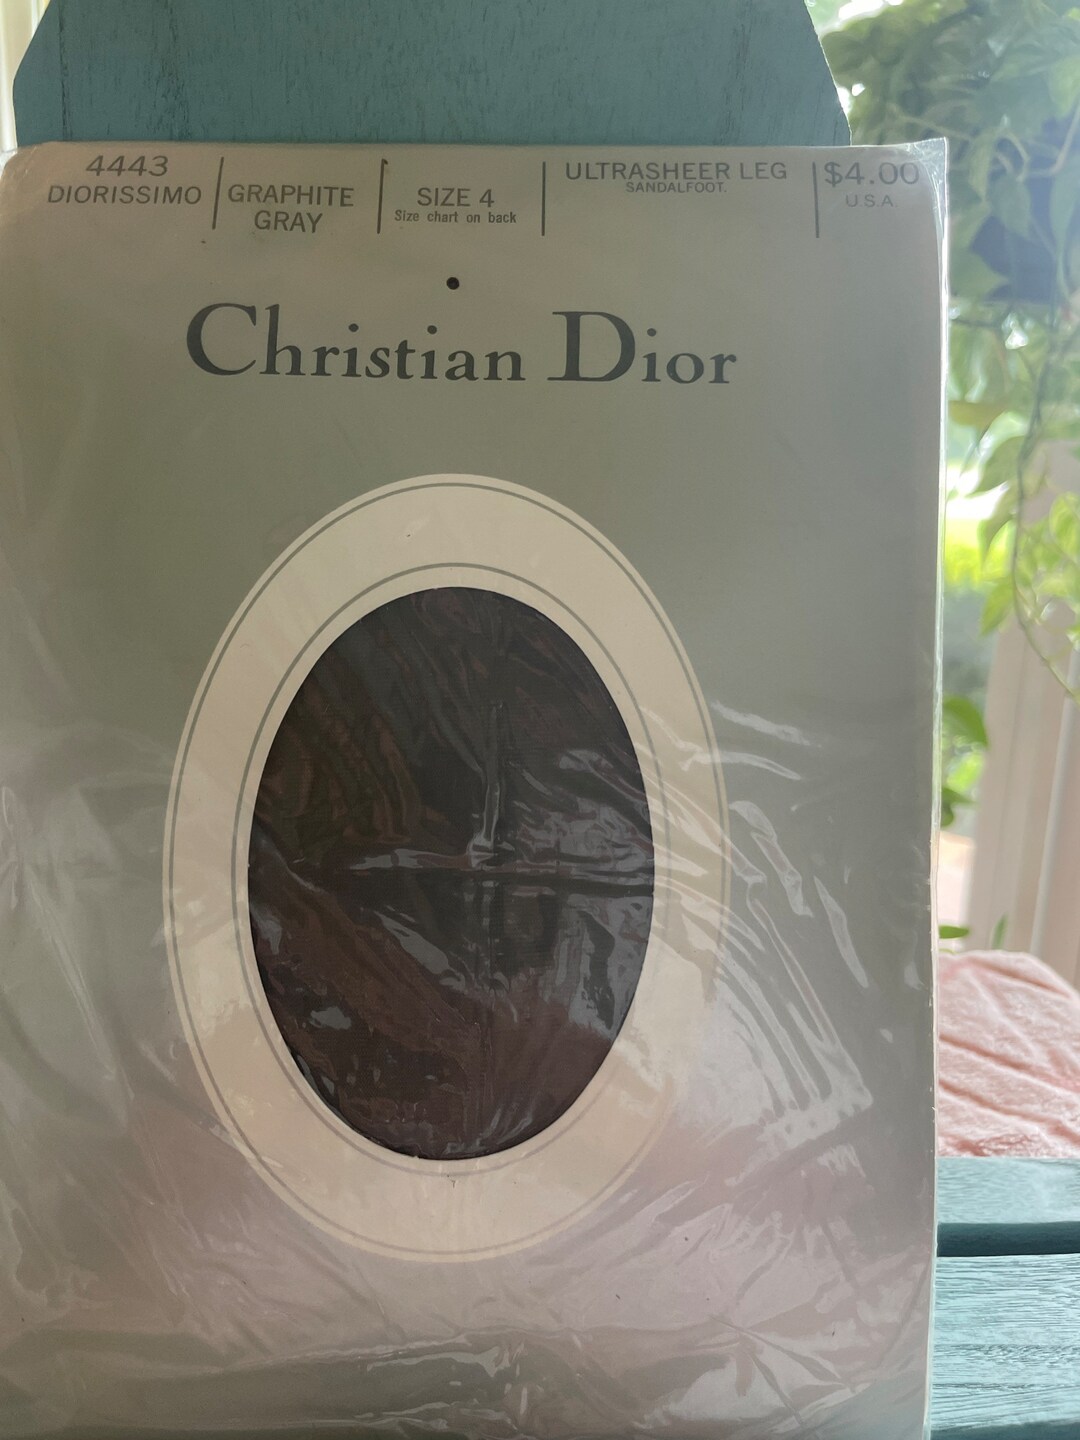 4443
DIORISSIMO
GRAPHITE
GRAY
SIZE 4
Size chart on back
ULTRASHEER LEG
SANDALFOOT.
$4.00
U.S.A.
Christian Dior